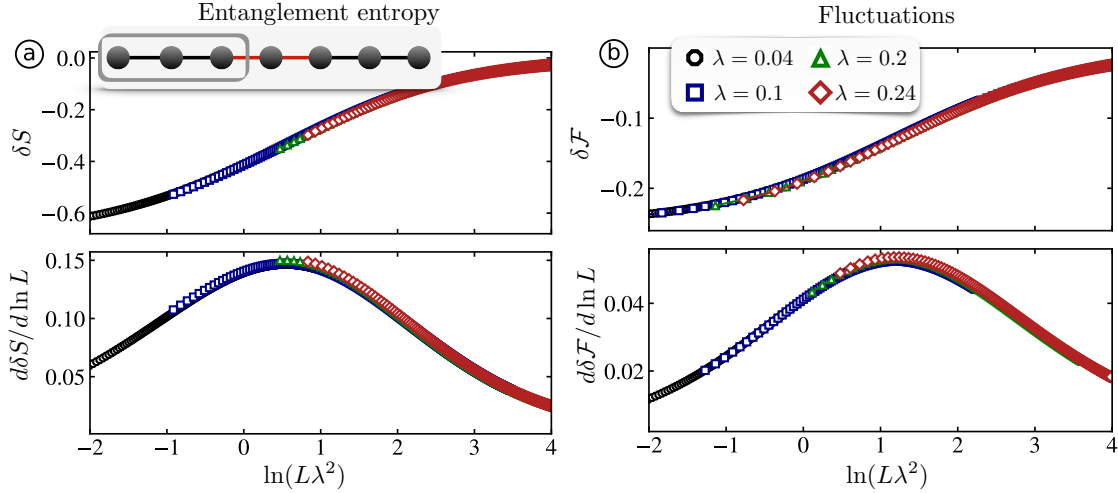 Entanglement entropy
Fluctuations
a
0.0
−0.2
−0.4
−0.6
δS
0.15
0.10
0.05
dδS/d ln L
−2 −1 0 1 2 3 4
ln(Lλ²)
b
λ = 0.04
λ = 0.2
λ = 0.1
λ = 0.24
−0.1
−0.2
δℱ
0.04
0.02
dδℱ/d ln L
−2 −1 0 1 2 3 4
ln(Lλ²)